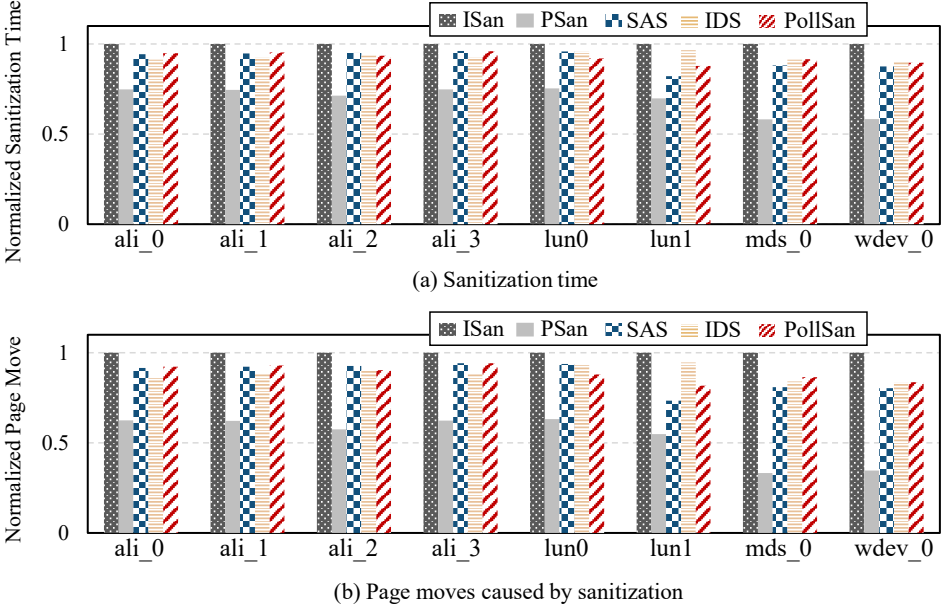 ISan PSan SAS IDS PollSan
Normalized Sanitization Time
1
0.5
0
ali_0 ali_1 ali_2 ali_3 lun0 lun1 mds_0 wdev_0
(a) Sanitization time
ISan PSan SAS IDS PollSan
Normalized Page Move
1
0.5
0
ali_0 ali_1 ali_2 ali_3 lun0 lun1 mds_0 wdev_0
(b) Page moves caused by sanitization